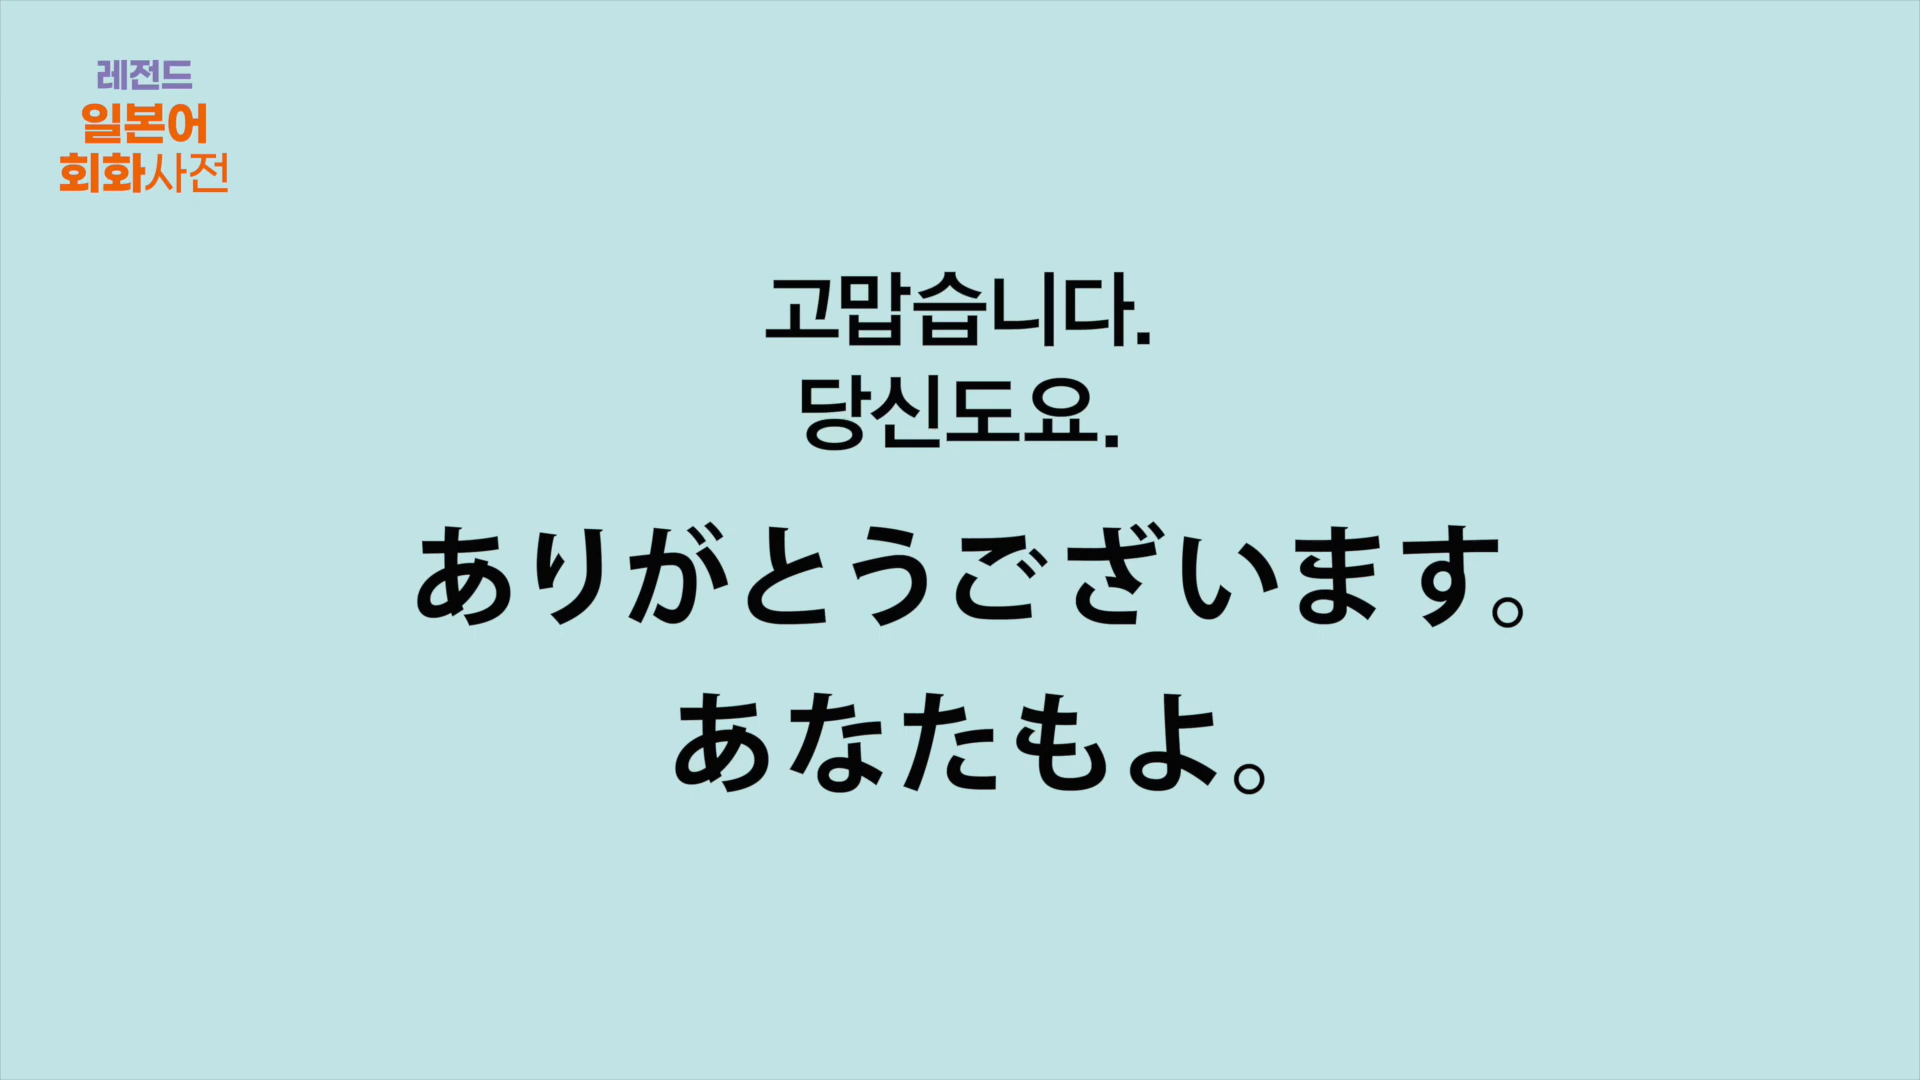 레전드
일본어
회화사전
고맙습니다.
당신도요.
ありがとうございます。
あなたもよ。